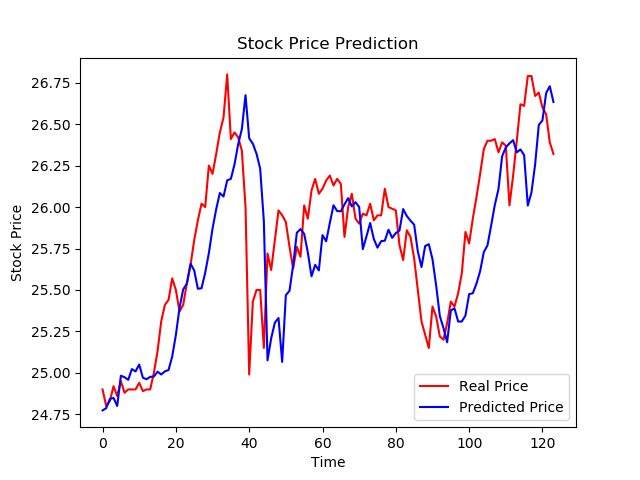 Stock Price Prediction
26.75
26.50
26.25
26.00
25.75
25.50
25.25
25.00
24.75
Stock Price
0 20 40 60 80 100 120
Time
Real Price
Predicted Price